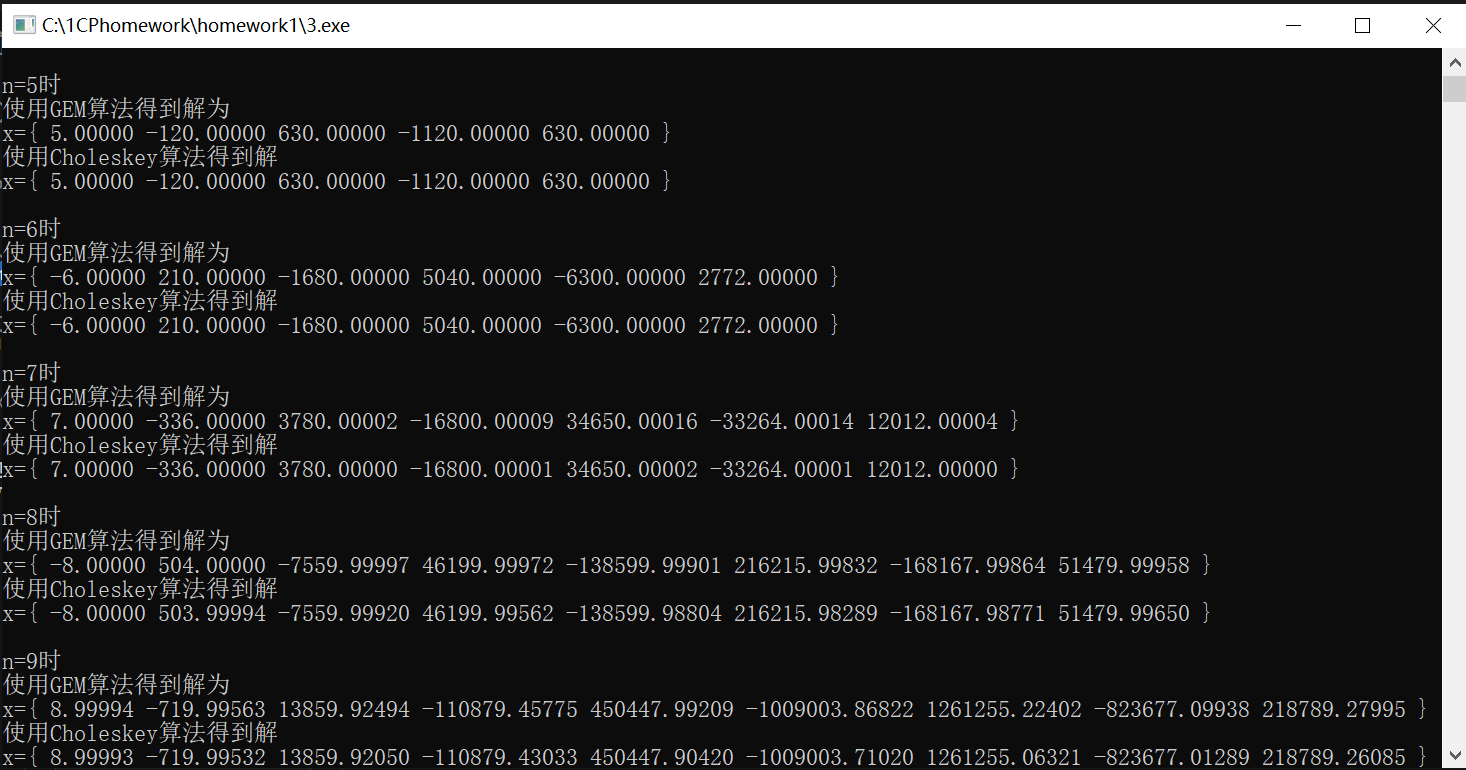 C:\1CPhomework\homework1\3.exe
n=5时
使用GEM算法得到解为
x={ 5.00000 -120.00000 630.00000 -1120.00000 630.00000 }
使用Choleskey算法得到解
x={ 5.00000 -120.00000 630.00000 -1120.00000 630.00000 }
n=6时
使用GEM算法得到解为
x={ -6.00000 210.00000 -1680.00000 5040.00000 -6300.00000 2772.00000 }
使用Choleskey算法得到解
x={ -6.00000 210.00000 -1680.00000 5040.00000 -6300.00000 2772.00000 }
n=7时
使用GEM算法得到解为
x={ 7.00000 -336.00000 3780.00002 -16800.00009 34650.00016 -33264.00014 12012.00004 }
使用Choleskey算法得到解
x={ 7.00000 -336.00000 3780.00000 -16800.00001 34650.00002 -33264.00001 12012.00000 }
n=8时
使用GEM算法得到解为
x={ -8.00000 504.00000 -7559.99997 46199.99972 -138599.99901 216215.99832 -168167.99864 51479.99958 }
使用Choleskey算法得到解
x={ -8.00000 503.99994 -7559.99920 46199.99562 -138599.98804 216215.98289 -168167.98771 51479.99650 }
n=9时
使用GEM算法得到解为
x={ 8.99994 -719.99563 13859.92494 -110879.45775 450447.99209 -1009003.86822 1261255.22402 -823677.09938 218789.27995 }
使用Choleskey算法得到解
x={ 8.99993 -719.99532 13859.92050 -110879.43033 450447.90420 -1009003.71020 1261255.06321 -823677.01289 218789.26085 }